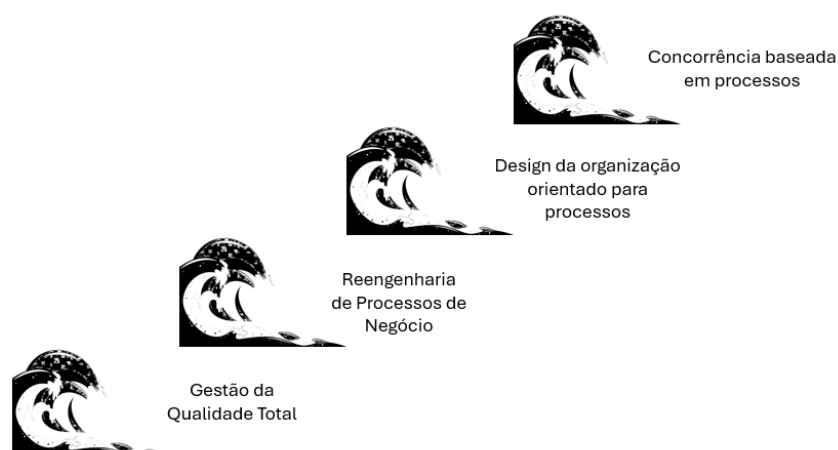 Concorrência baseada
em processos
Design da organização
orientado para
processos
Reengenharia
de Processos de
Negócio
Gestão da
Qualidade Total